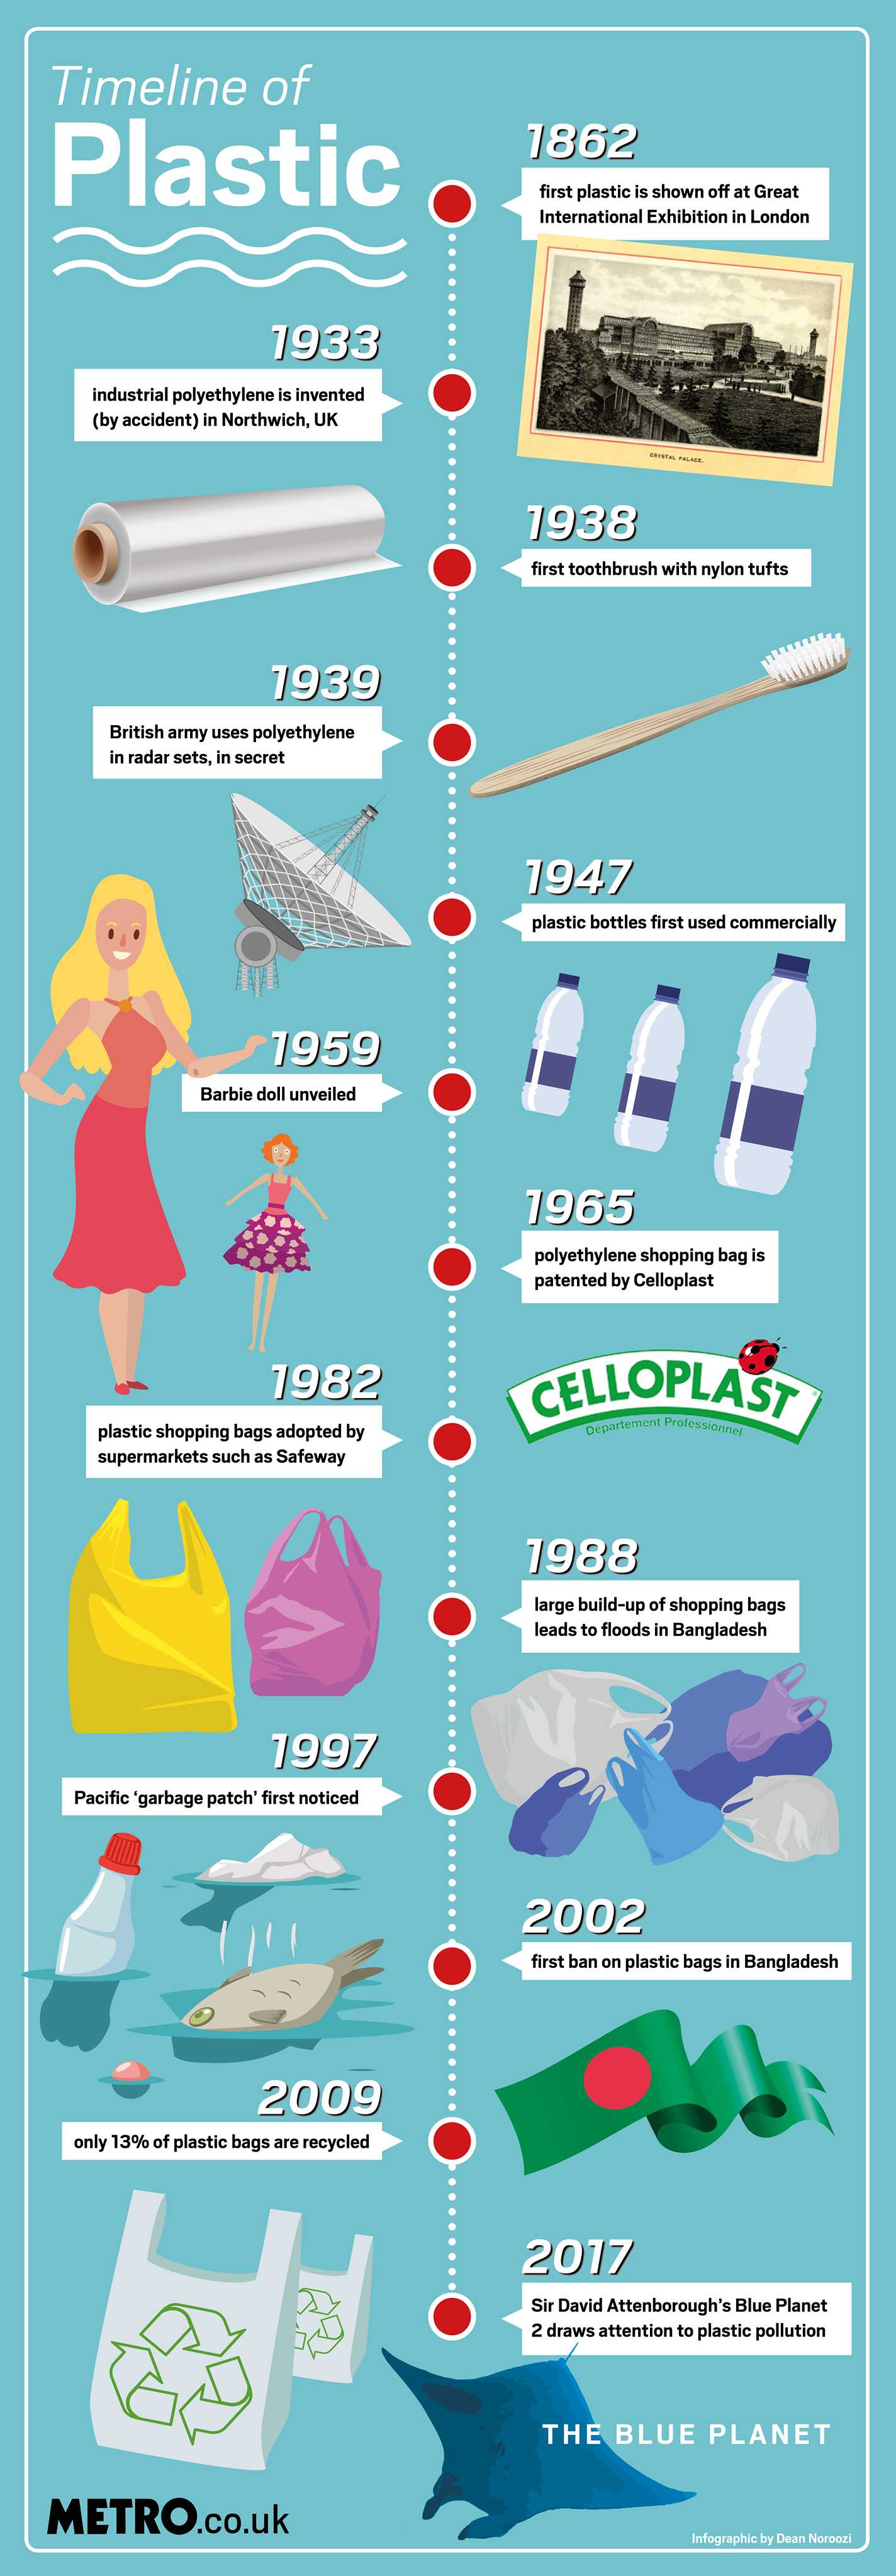 Timeline of
Plastic
1862
first plastic is shown off at Great
International Exhibition in London
CRYSTAL PALACE.
1933
industrial polyethylene is invented
(by accident) in Northwich, UK
1938
first toothbrush with nylon tufts
1939
British army uses polyethylene
in radar sets, in secret
1947
plastic bottles first used commercially
1959
Barbie doll unveiled
1965
polyethylene shopping bag is
patented by Celloplast
CELLOPLAST
Département Professionnel
1982
plastic shopping bags adopted by
supermarkets such as Safeway
1988
large build-up of shopping bags
leads to floods in Bangladesh
1997
Pacific ‘garbage patch’ first noticed
2002
first ban on plastic bags in Bangladesh
2009
only 13% of plastic bags are recycled
2017
Sir David Attenborough’s Blue Planet
2 draws attention to plastic pollution
THE BLUE PLANET
METRO.co.uk
Infographic by Dean Noroozi